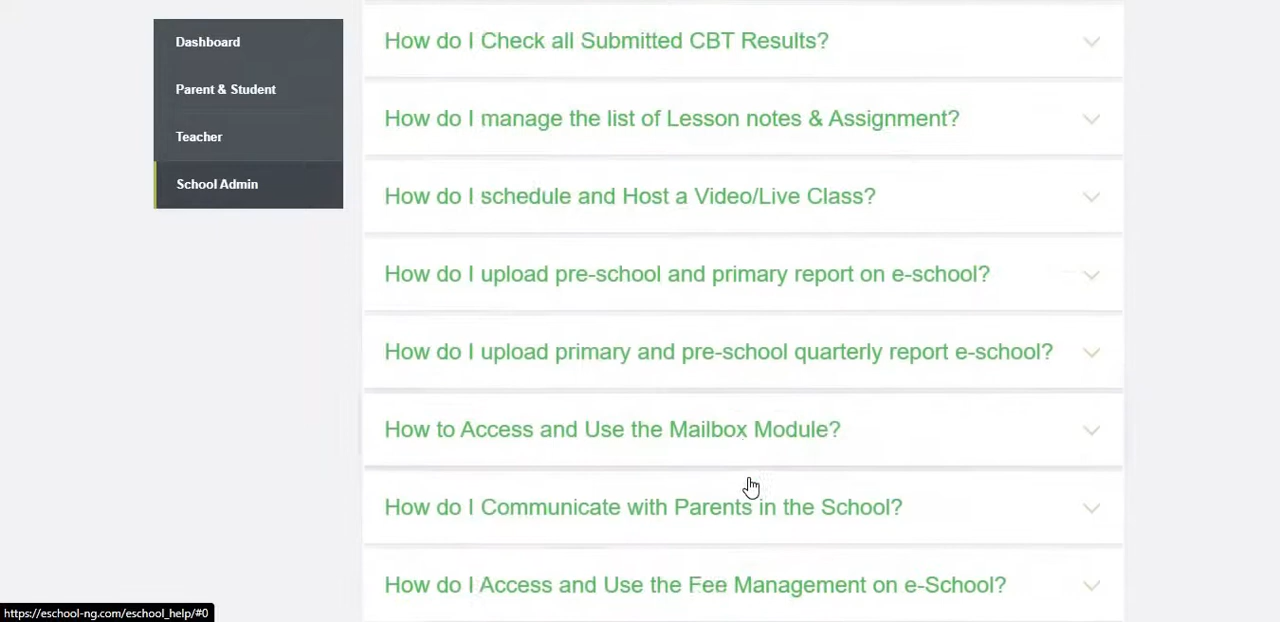 Dashboard
Parent & Student
Teacher
School Admin
How do I Check all Submitted CBT Results?
How do I manage the list of Lesson notes & Assignment?
How do I schedule and Host a Video/Live Class?
How do I upload pre-school and primary report on e-school?
How do I upload primary and pre-school quarterly report e-school?
How to Access and Use the Mailbox Module?
How do I Communicate with Parents in the School?
How do I Access and Use the Fee Management on e-School?
https://eschool-ng.com/eschool_help/#0